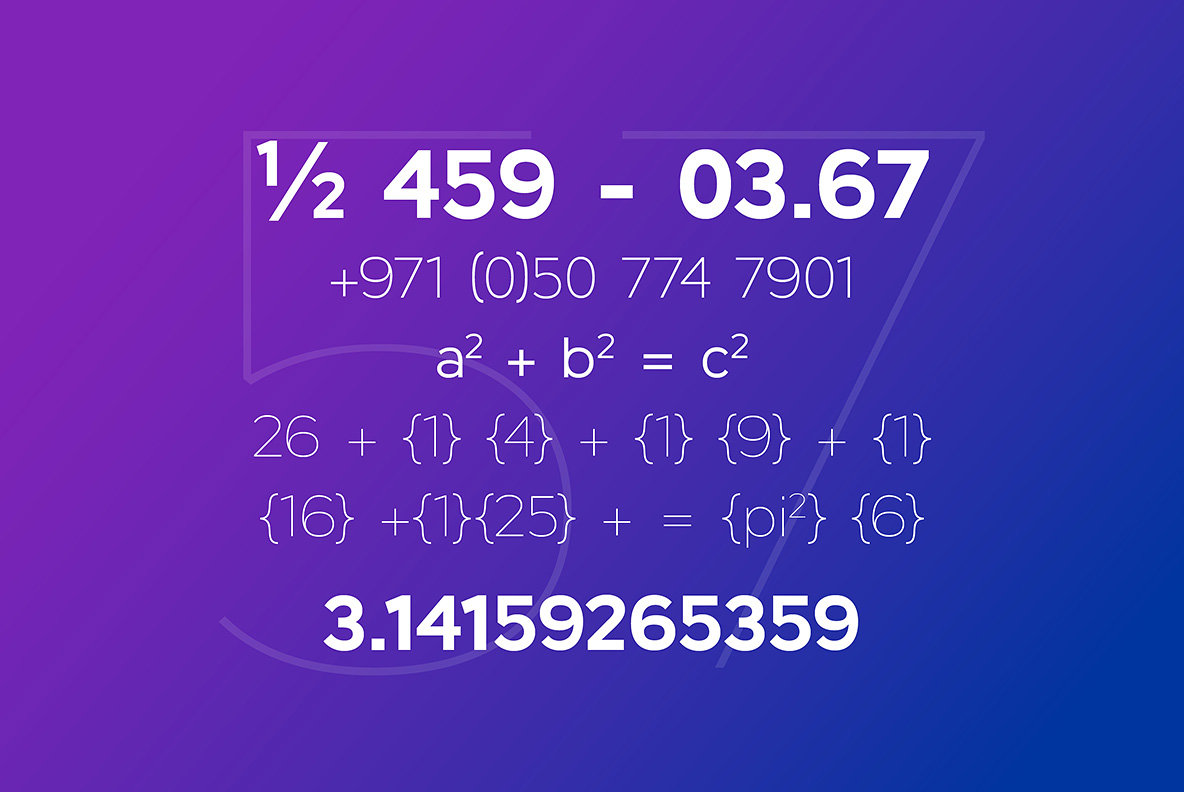 ½ 459 - 03.67
+971 (0)50 774 7901
a² + b² = c²
26 + {1} {4} + {1} {9} + {1}
{16} +{1}{25} + = {pi²} {6}
3.14159265359
57